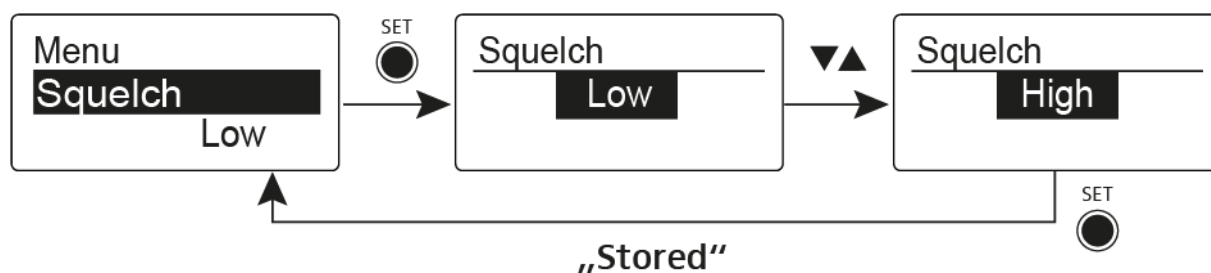 Menu
Squelch
Low
SET
Squelch
Low
▼▲
Squelch
High
SET
„Stored“